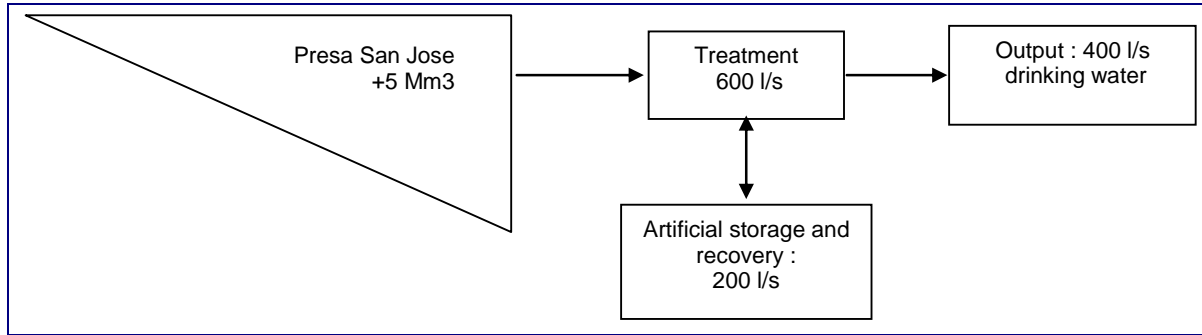 Presa San Jose
+5 Mm3
Treatment
600 l/s
Output : 400 l/s
drinking water
Artificial storage and
recovery :
200 l/s